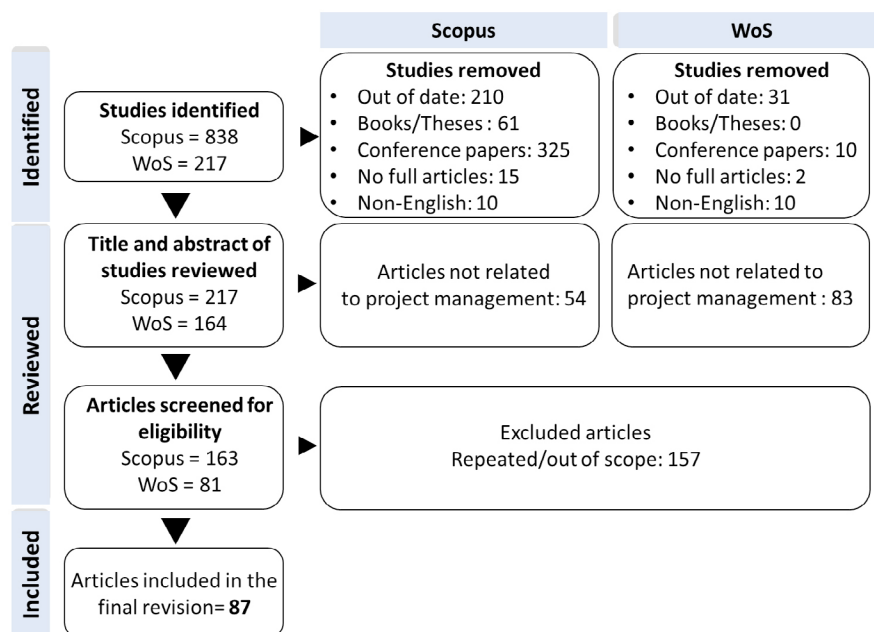 Scopus
WoS
Identified
Studies identified
Scopus = 838
WoS = 217
Studies removed
• Out of date: 210
• Books/Theses : 61
• Conference papers: 325
• No full articles: 15
• Non-English: 10
Studies removed
• Out of date: 31
• Books/Theses: 0
• Conference papers: 10
• No full articles: 2
• Non-English: 10
Reviewed
Title and abstract of
studies reviewed
Scopus = 217
WoS = 164
Articles not related
to project management: 54
Articles not related to
project management : 83
Articles screened for
eligibility
Scopus = 163
WoS = 81
Excluded articles
Repeated/out of scope: 157
Included
Articles included in the
final revision= 87